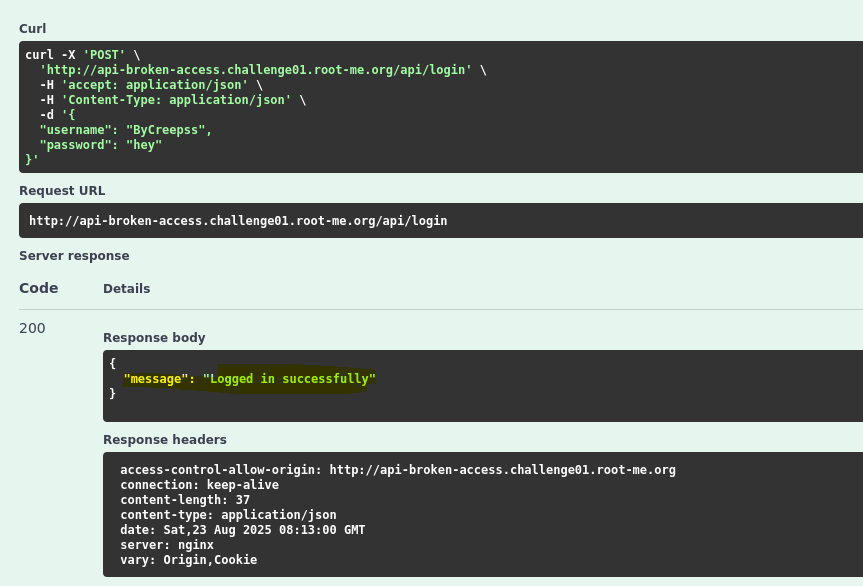 Curl
curl -X 'POST' \
'http://api-broken-access.challenge01.root-me.org/api/login' \
-H 'accept: application/json' \
-H 'Content-Type: application/json' \
-d '{
"username": "ByCreepss",
"password": "hey"
}'
Request URL
http://api-broken-access.challenge01.root-me.org/api/login
Server response
Code Details
200
Response body
{
"message": "Logged in successfully"
}
Response headers
access-control-allow-origin: http://api-broken-access.challenge01.root-me.org
connection: keep-alive
content-length: 37
content-type: application/json
date: Sat,23 Aug 2025 08:13:00 GMT
server: nginx
vary: Origin,Cookie